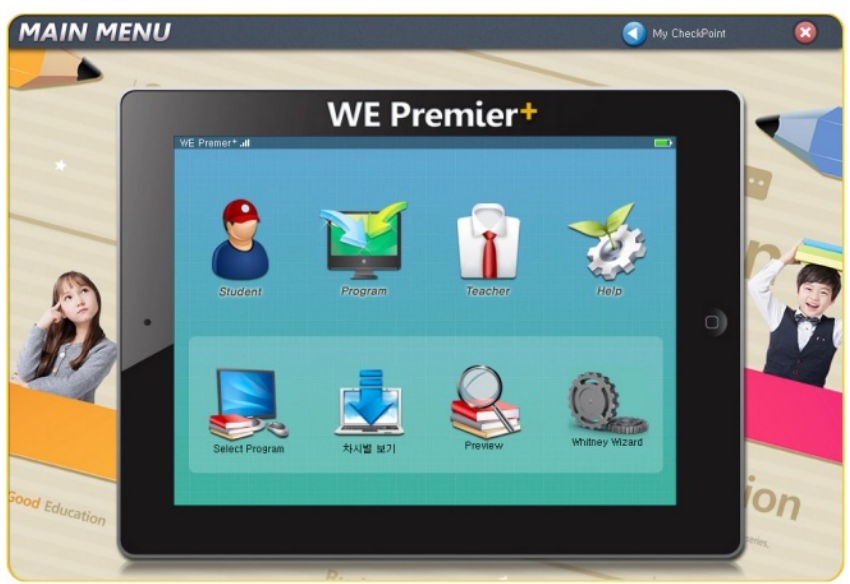 MAIN MENU
My CheckPoint
WE Premier+
WE Premier+
Student
Program
Teacher
Help
Select Program
차시별 보기
Preview
Whitney Wizard
Good Education
ion
series.